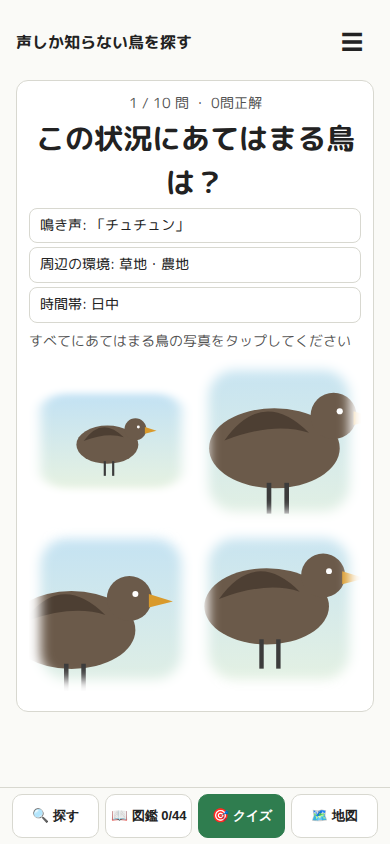 声しか知らない鳥を探す
1 / 10 問 · 0問正解
この状況にあてはまる鳥
は？
鳴き声: 「チュチュン」
周辺の環境: 草地・農地
時間帯: 日中
すべてにあてはまる鳥の写真をタップしてください
🔍 探す
📖 図鑑 0/44
🎯 クイズ
🗺️ 地図